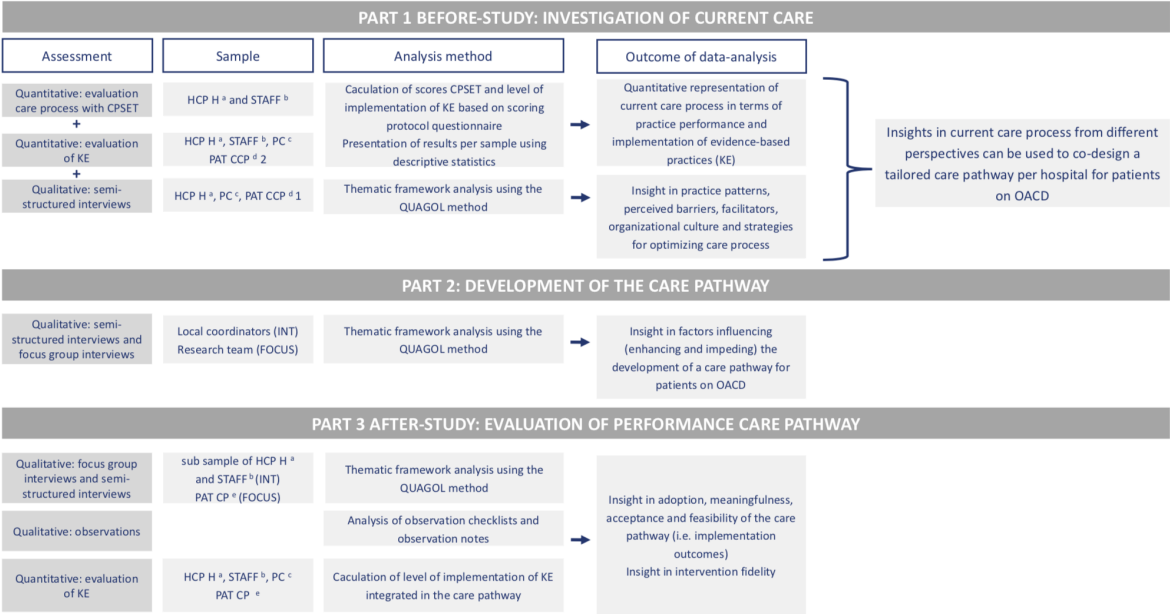 PART 1 BEFORE-STUDY: INVESTIGATION OF CURRENT CARE
Assessment
Sample
Analysis method
Outcome of data-analysis
Quantitative: evaluation
care process with CPSET
+
Quantitative: evaluation
of KE
+
Qualitative: semi-
structured interviews
HCP H a and STAFF b
HCP H a, STAFF b, PC c
PAT CCP d 2
HCP H a, PC c, PAT CCP d 1
Caculation of scores CPSET and level of
implementation of KE based on scoring
protocol questionnaire
Presentation of results per sample using
descriptive statistics
Thematic framework analysis using the
QUAGOL method
Quantitative representation of
current care process in terms of
practice performance and
implementation of evidence-based
practices (KE)
Insight in practice patterns,
perceived barriers, facilitators,
organizational culture and strategies
for optimizing care process
Insights in current care process from different
perspectives can be used to co-design a
tailored care pathway per hospital for patients
on OACD
PART 2: DEVELOPMENT OF THE CARE PATHWAY
Qualitative: semi-
structured interviews and
focus group interviews
Local coordinators (INT)
Research team (FOCUS)
Thematic framework analysis using the
QUAGOL method
Insight in factors influencing
(enhancing and impeding) the
development of a care pathway for
patients on OACD
PART 3 AFTER-STUDY: EVALUATION OF PERFORMANCE CARE PATHWAY
Qualitative: focus group
interviews and semi-
structured interviews
sub sample of HCP H a
and STAFF b (INT)
PAT CP e (FOCUS)
Thematic framework analysis using the
QUAGOL method
Qualitative: observations
Analysis of observation checklists and
observation notes
Quantitative: evaluation
of KE
HCP H a, STAFF b, PC c
PAT CP e
Caculation of level of implementation of KE
integrated in the care pathway
Insight in adoption, meaningfulness,
acceptance and feasibility of the care
pathway (i.e. implementation
outcomes)
Insight in intervention fidelity